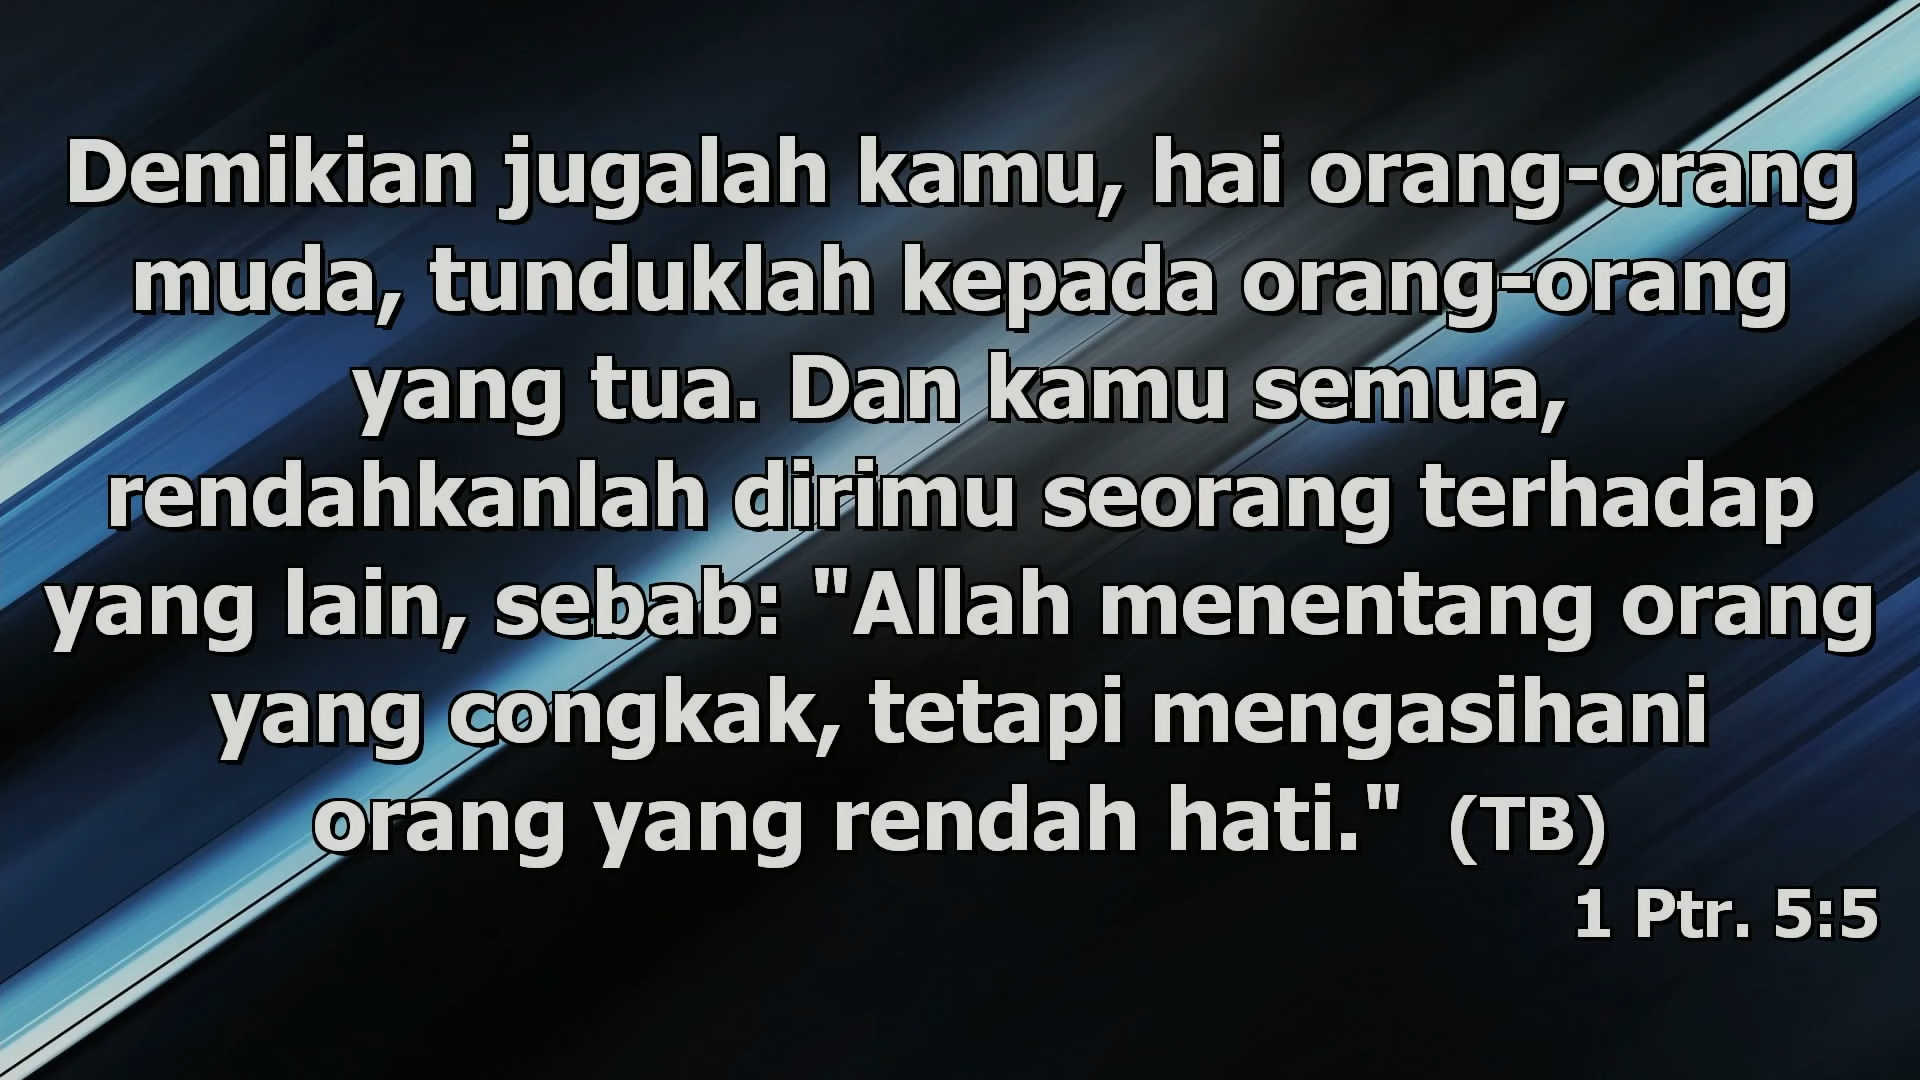 Demikian jugalah kamu, hai orang-orang
muda, tunduklah kepada orang-orang
yang tua. Dan kamu semua,
rendahkanlah dirimu seorang terhadap
yang lain, sebab: "Allah menentang orang
yang congkak, tetapi mengasihani
orang yang rendah hati." (TB)
1 Ptr. 5:5